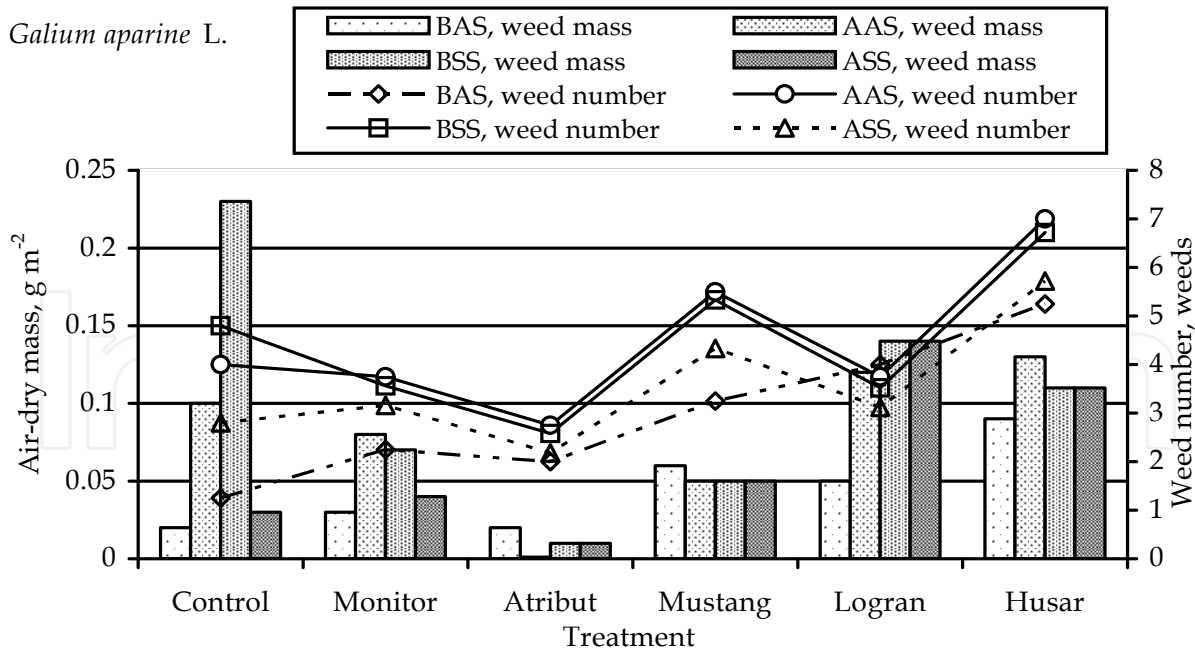 Galium aparine L.
BAS, weed mass AAS, weed mass
BSS, weed mass ASS, weed mass
BAS, weed number AAS, weed number
BSS, weed number ASS, weed number
Air-dry mass, g m-2
0.25
0.2
0.15
0.1
0.05
0
8
7
6
5
4
3
2
1
0
Weed number, weeds
Control Monitor Atribut Mustang Logran Husar
Treatment